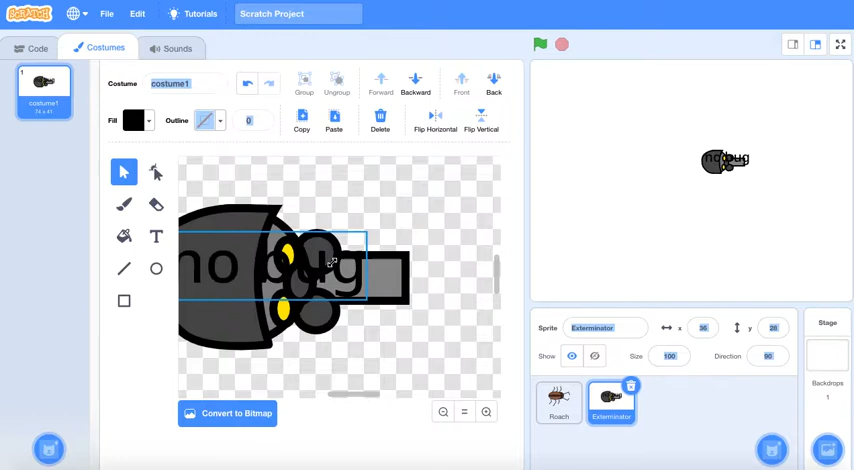 SCRATCH File Edit Tutorials Scratch Project
Code Costumes Sounds
1
costume1
74 x 41
Costume costume1 Group Ungroup Forward Backward Front Back
Fill Outline 0 Copy Paste Delete Flip Horizontal Flip Vertical
T
no bug
Convert to Bitmap
no bug
Sprite Exterminator x 36 y 28
Show Size 100 Direction 90
Roach Exterminator
Stage
Backdrops
1